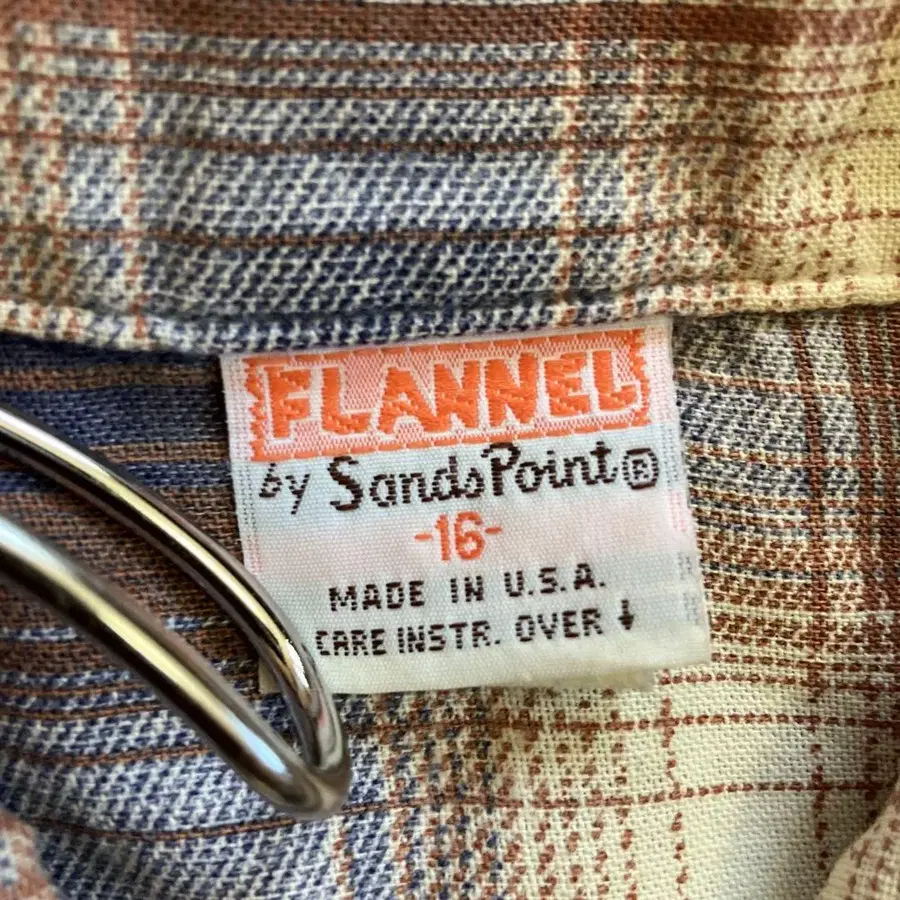 FLANNEL
by SandsPoint®
-16-
MADE IN U.S.A.
CARE INSTR. OVER ↓